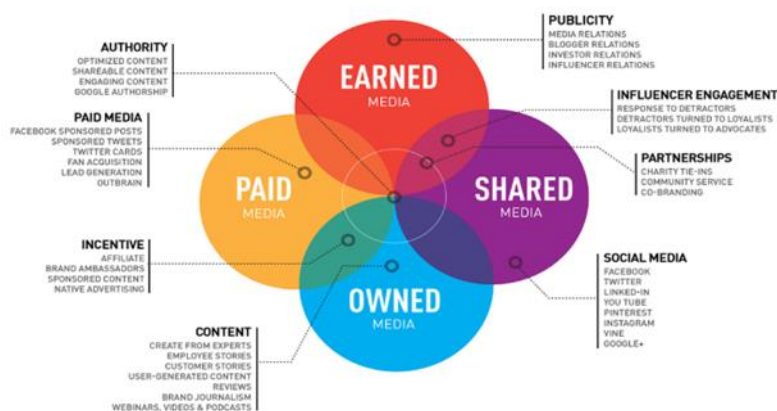 PUBLICITY
MEDIA RELATIONS
BLOGGER RELATIONS
INVESTOR RELATIONS
INFLUENCER RELATIONS
AUTHORITY
OPTIMIZED CONTENT
SHAREABLE CONTENT
ENGAGING CONTENT
GOOGLE AUTHORSHIP
EARNED
MEDIA
INFLUENCER ENGAGEMENT
RESPONSE TO DETRACTORS
DETRACTORS TURNED TO LOYALISTS
LOYALISTS TURNED TO ADVOCATES
PAID MEDIA
FACEBOOK SPONSORED POSTS
SPONSORED TWEETS
TWITTER CARDS
FAN ACQUISITION
LEAD GENERATION
OUTBRAIN
PARTNERSHIPS
CHARITY TIE-INS
COMMUNITY SERVICE
CO-BRANDING
PAID
MEDIA
SHARED
MEDIA
INCENTIVE
AFFILIATE
BRAND AMBASSADORS
SPONSORED CONTENT
NATIVE ADVERTISING
SOCIAL MEDIA
FACEBOOK
TWITTER
LINKED-IN
YOU TUBE
PINTEREST
INSTAGRAM
VINE
GOOGLE+
OWNED
MEDIA
CONTENT
CREATE FROM EXPERTS
EMPLOYEE STORIES
CUSTOMER STORIES
USER-GENERATED CONTENT
REVIEWS
BRAND JOURNALISM
WEBINARS, VIDEOS & PODCASTS